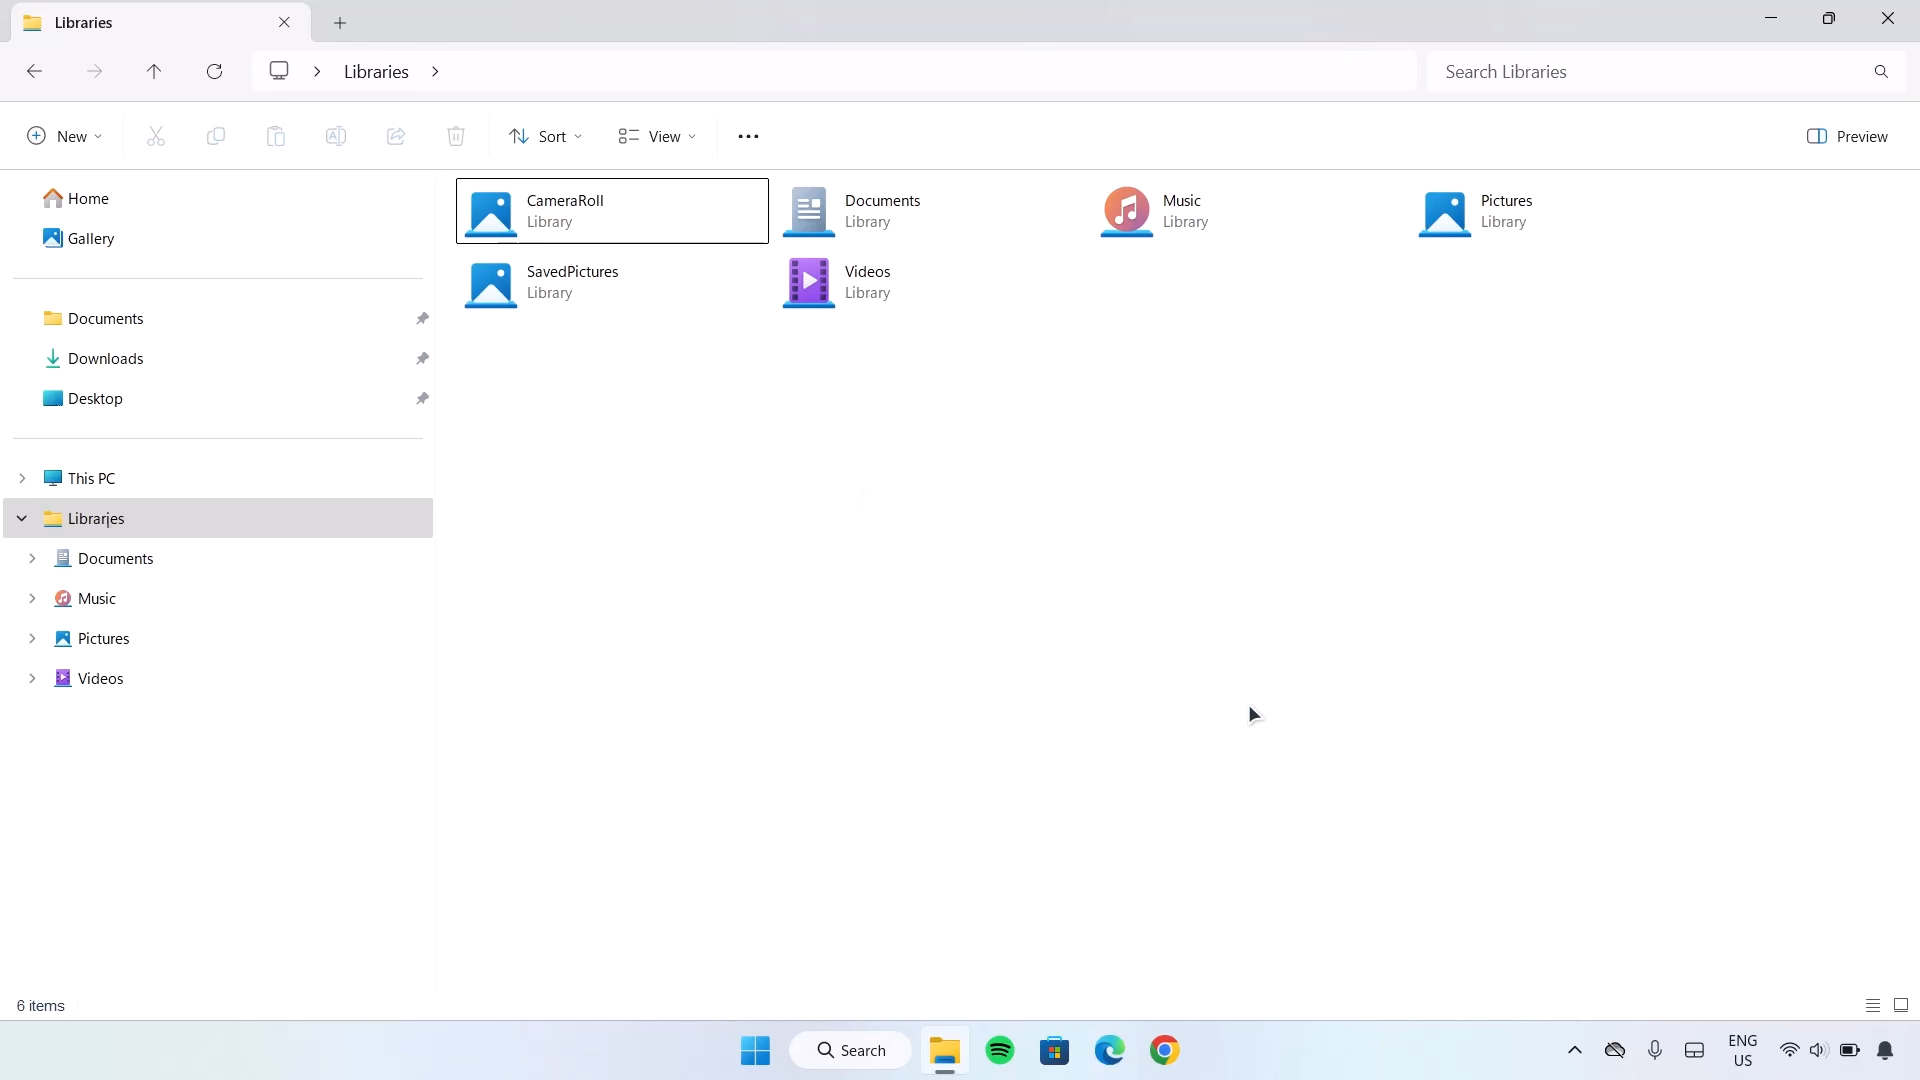 Libraries
Libraries
Search Libraries
New
Sort
View
Preview
Home
Gallery
Documents
Downloads
Desktop
This PC
Libraries
Documents
Music
Pictures
Videos
CameraRoll
Library
Documents
Library
Music
Library
Pictures
Library
SavedPictures
Library
Videos
Library
6 items
Search
ENG
US